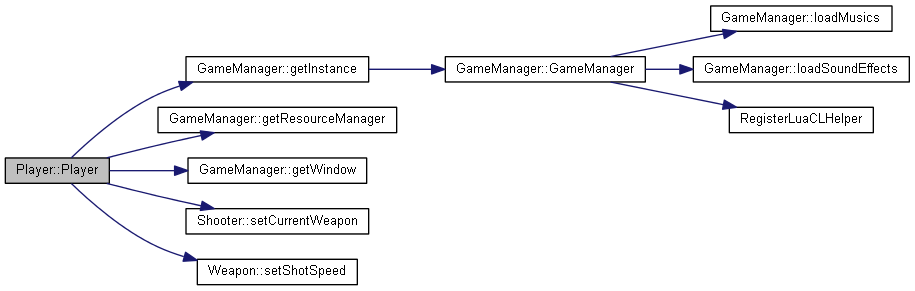 Player::Player
GameManager::getInstance
GameManager::getResourceManager
GameManager::getWindow
Shooter::setCurrentWeapon
Weapon::setShotSpeed
GameManager::GameManager
GameManager::loadMusics
GameManager::loadSoundEffects
RegisterLuaCLHelper